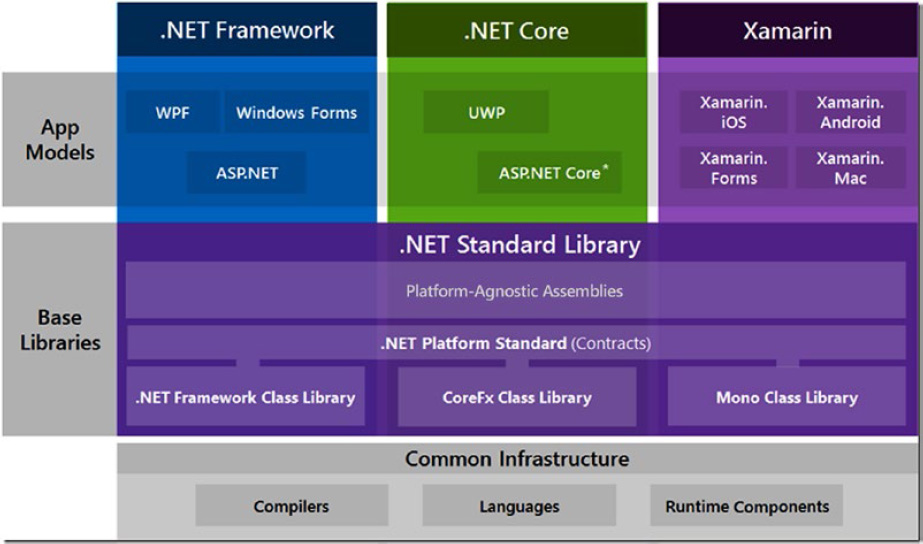 .NET Framework
.NET Core
Xamarin
App
Models
WPF
Windows Forms
ASP.NET
UWP
ASP.NET Core*
Xamarin.
iOS
Xamarin.
Android
Xamarin.
Forms
Xamarin.
Mac
Base
Libraries
.NET Standard Library
Platform-Agnostic Assemblies
.NET Platform Standard (Contracts)
.NET Framework Class Library
CoreFx Class Library
Mono Class Library
Common Infrastructure
Compilers
Languages
Runtime Components